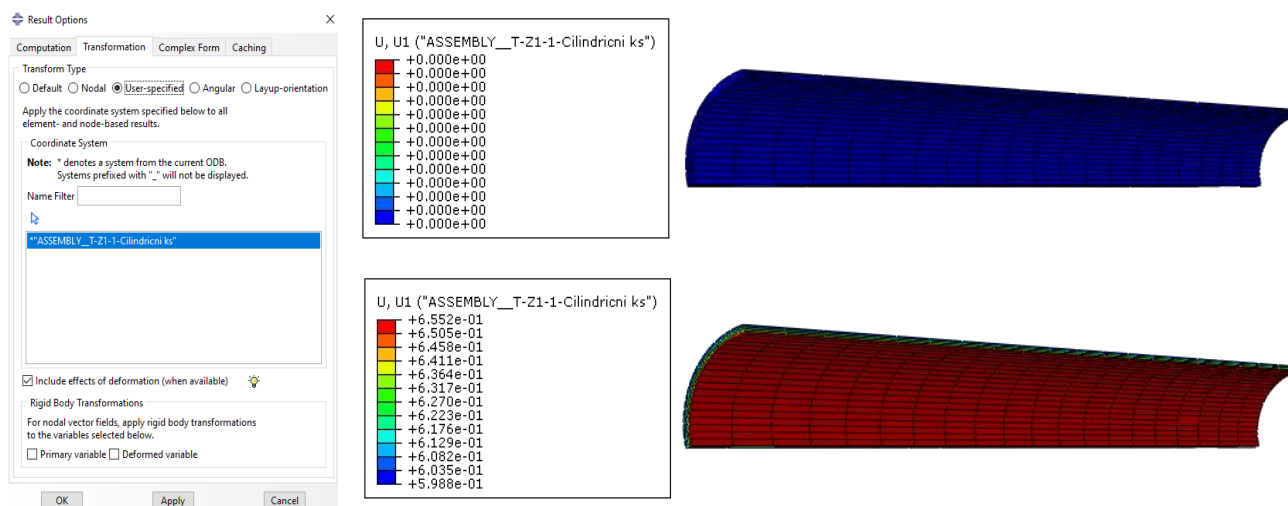 Result Options
Computation Transformation Complex Form Caching
Transform Type
Default Nodal User-specified Angular Layup-orientation
Apply the coordinate system specified below to all
element- and node-based results.
Coordinate System
Note: * denotes a system from the current ODB.
Systems prefixed with "_" will not be displayed.
Name Filter
*"ASSEMBLY__T-Z1-1-Cilindricni ks"
Include effects of deformation (when available)
Rigid Body Transformations
For nodal vector fields, apply rigid body transformations
to the variables selected below.
Primary variable Deformed variable
OK Apply Cancel
U, U1 ("ASSEMBLY__T-Z1-1-Cilindricni ks")
+0.000e+00
+0.000e+00
+0.000e+00
+0.000e+00
+0.000e+00
+0.000e+00
+0.000e+00
+0.000e+00
+0.000e+00
+0.000e+00
+0.000e+00
+0.000e+00
+0.000e+00
U, U1 ("ASSEMBLY__T-Z1-1-Cilindricni ks")
+6.552e-01
+6.505e-01
+6.458e-01
+6.411e-01
+6.364e-01
+6.317e-01
+6.270e-01
+6.223e-01
+6.176e-01
+6.129e-01
+6.082e-01
+6.035e-01
+5.988e-01